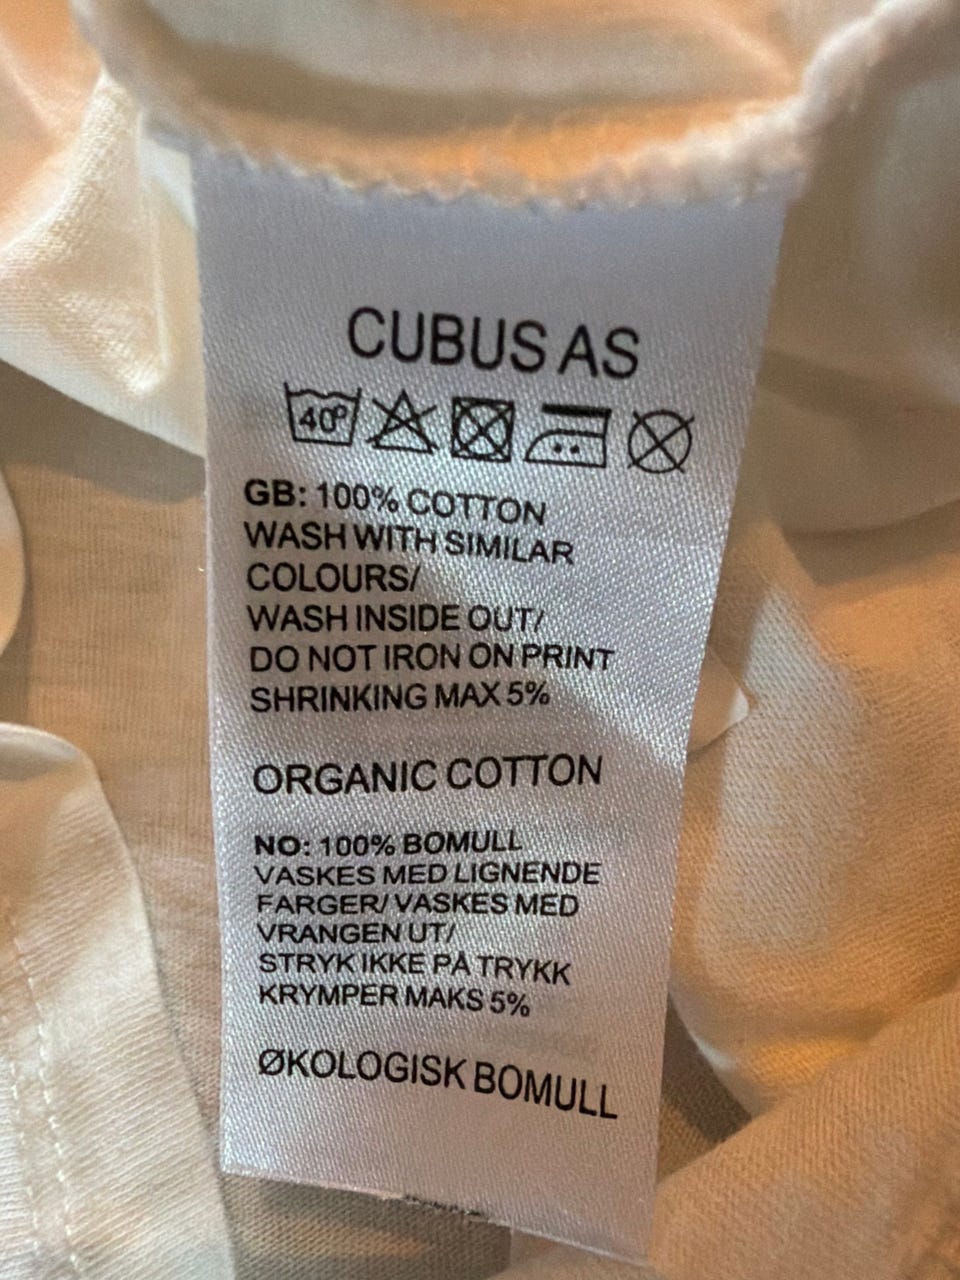 CUBUS AS
40º
GB: 100% COTTON
WASH WITH SIMILAR
COLOURS/
WASH INSIDE OUT/
DO NOT IRON ON PRINT
SHRINKING MAX 5%
ORGANIC COTTON
NO: 100% BOMULL
VASKES MED LIGNENDE
FARGER/ VASKES MED
VRANGEN UT/
STRYK IKKE PÅ TRYKK
KRYMPER MAKS 5%
ØKOLOGISK BOMULL